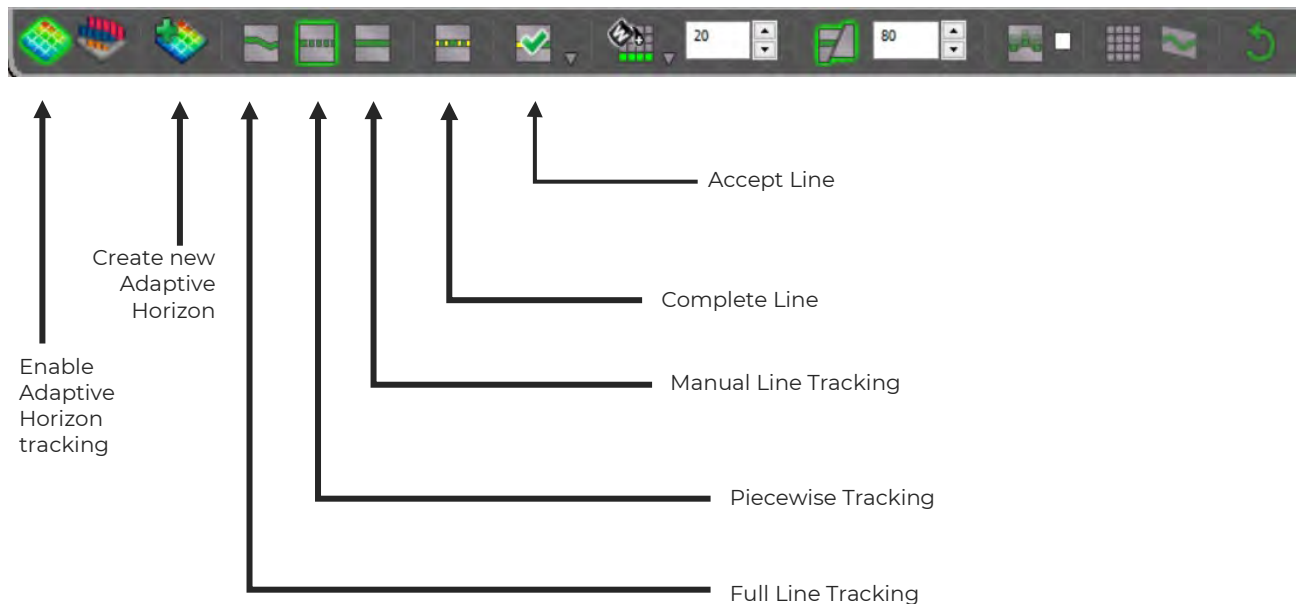 20
80
Accept Line
Create new
Adaptive
Horizon
Complete Line
Enable
Adaptive
Horizon
tracking
Manual Line Tracking
Piecewise Tracking
Full Line Tracking